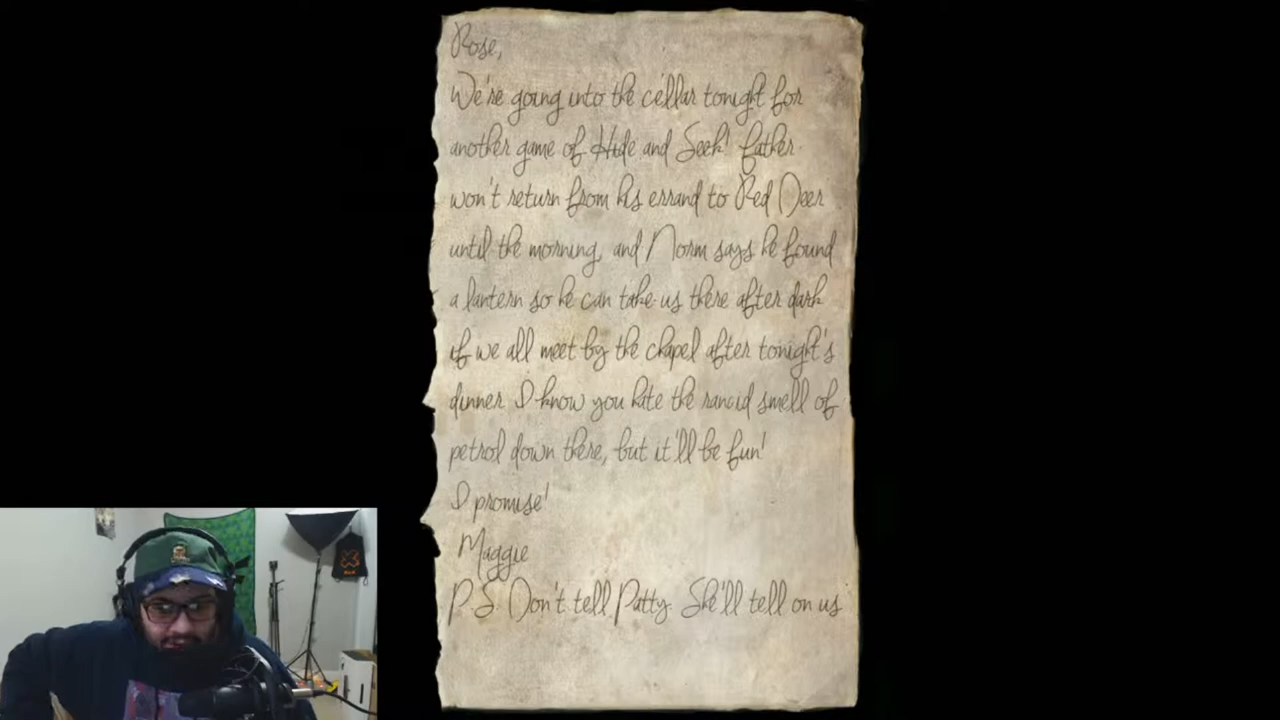 Rose,
We're going into the cellar tonight for
another game of Hide and Seek! Father
won't return from his errand to Red Deer
until the morning, and Norm says he found
a lantern so he can take us there after dark
if we all meet by the chapel after tonight's
dinner. I know you hate the rancid smell of
petrol down there, but it'll be fun!
I promise!
Maggie
P.S. Don't tell Patty. She'll tell on us